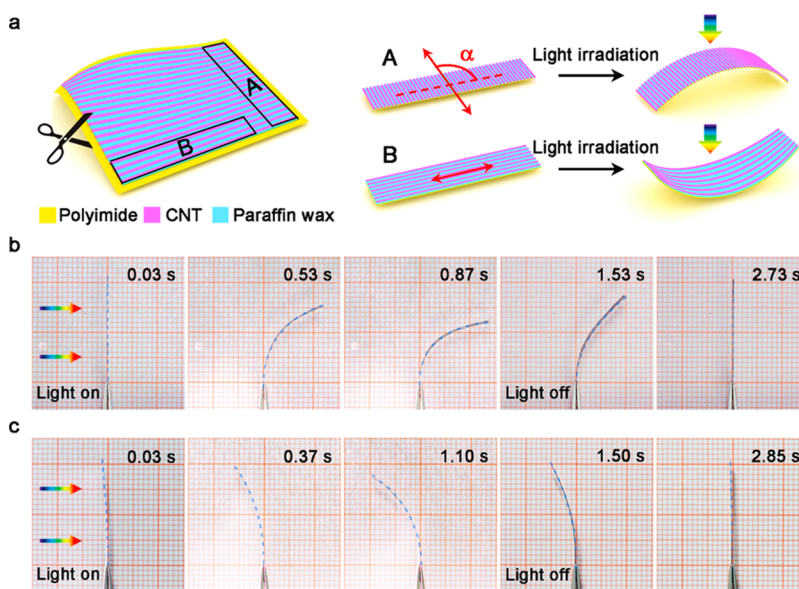 a
A
B
A
α
Light irradiation
B
Light irradiation
Polyimide
CNT
Paraffin wax
b
0.03 s
0.53 s
0.87 s
1.53 s
2.73 s
Light on
Light off
c
0.03 s
0.37 s
1.10 s
1.50 s
2.85 s
Light on
Light off